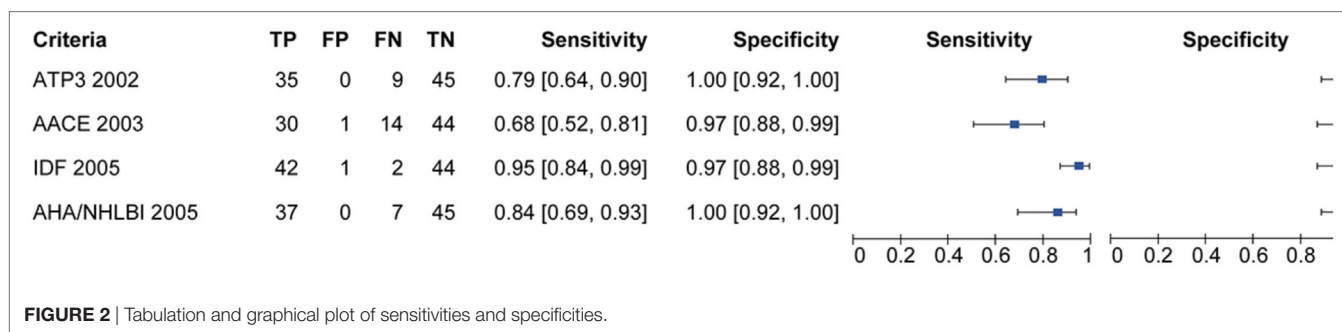 Criteria TP FP FN TN Sensitivity Specificity Sensitivity Specificity
ATP3 2002 35 0 9 45 0.79 [0.64, 0.90] 1.00 [0.92, 1.00]
AACE 2003 30 1 14 44 0.68 [0.52, 0.81] 0.97 [0.88, 0.99]
IDF 2005 42 1 2 44 0.95 [0.84, 0.99] 0.97 [0.88, 0.99]
AHA/NHLBI 2005 37 0 7 45 0.84 [0.69, 0.93] 1.00 [0.92, 1.00]
0 0.2 0.4 0.6 0.8 1 0 0.2 0.4 0.6 0.8
FIGURE 2 | Tabulation and graphical plot of sensitivities and specificities.